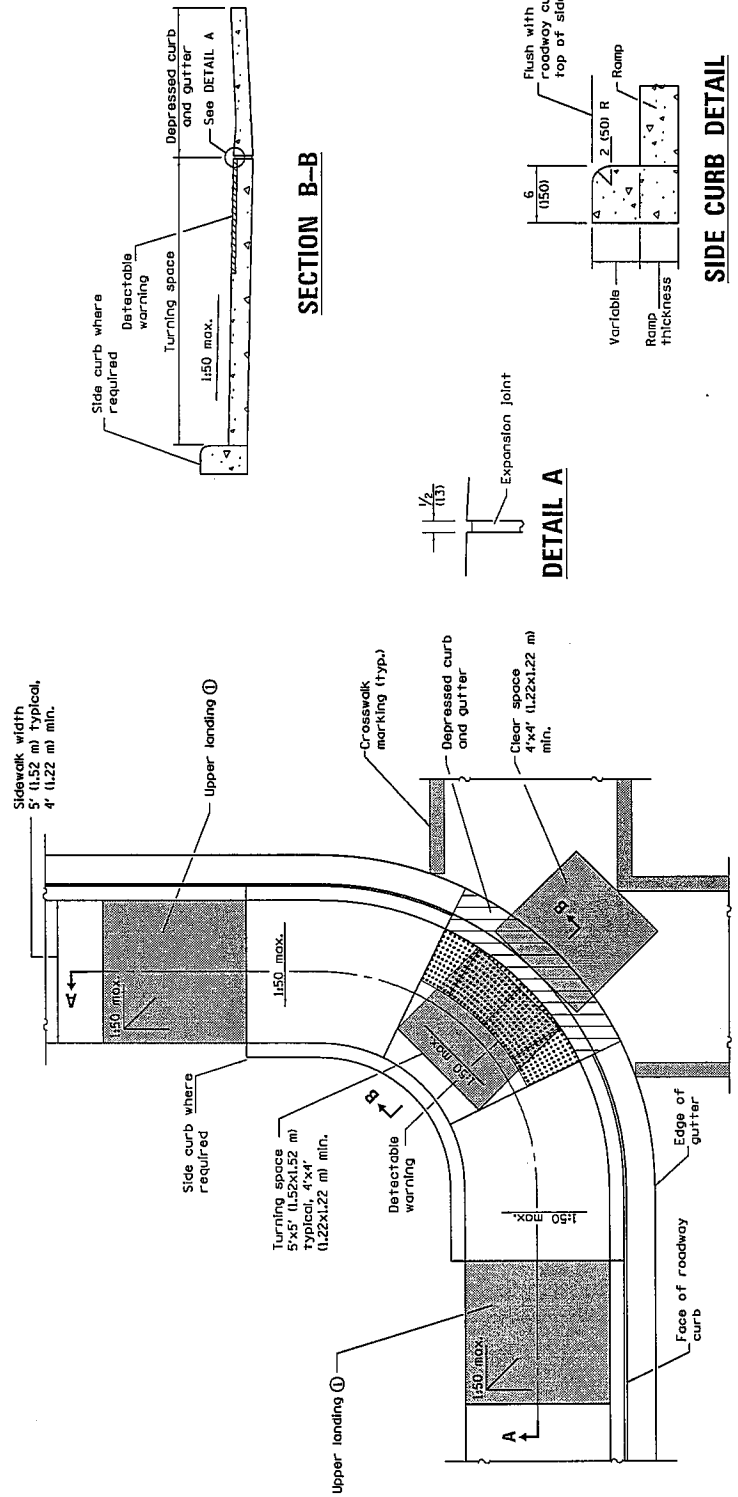 Sidewalk width
5' (1.52 m) typical,
4' (1.22 m) min.
Upper landing ①
A
1:50 max.
1:50 max.
Side curb where
required
Turning space
5'x5' (1.52x1.52 m)
typical, 4'x4'
(1.22x1.22 m) min.
B
1:50 max.
Detectable
warning
Crosswalk
marking (typ.)
Depressed curb
and gutter
Clear space
4'x4' (1.22x1.22 m)
min.
B
Upper landing ①
1:50 max.
1:50 max.
A
Edge of
gutter
Face of roadway
curb
Side curb where
required
Detectable
warning
Turning space
1:50 max.
Depressed curb
and gutter
See DETAIL A
SECTION B-B
1/2
(13)
Expansion joint
DETAIL A
6
(150)
Flush with
roadway cu
top of side
2 (50) R
Ramp
Variable
Ramp
thickness
SIDE CURB DETAIL